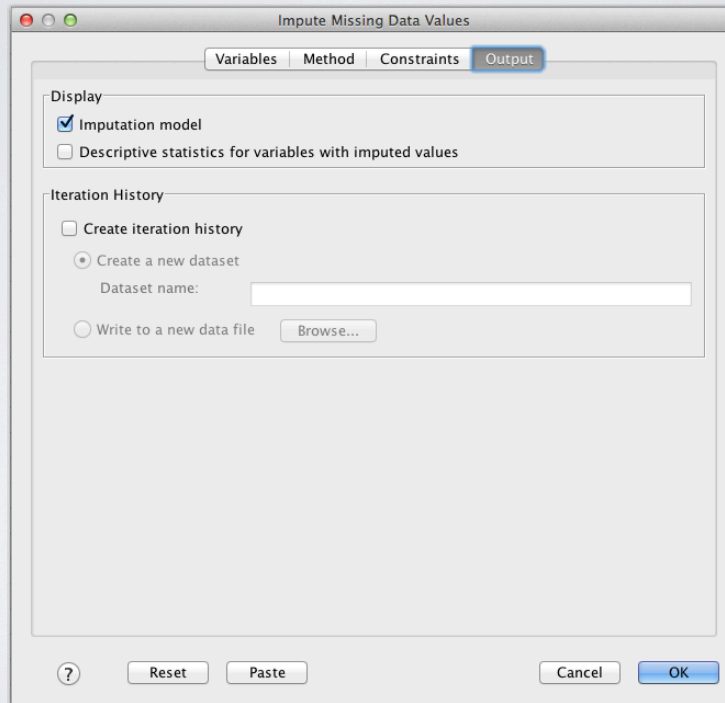 Impute Missing Data Values
Variables Method Constraints Output
Display
Imputation model
Descriptive statistics for variables with imputed values
Iteration History
Create iteration history
Create a new dataset
Dataset name:
Write to a new data file Browse...
? Reset Paste Cancel OK